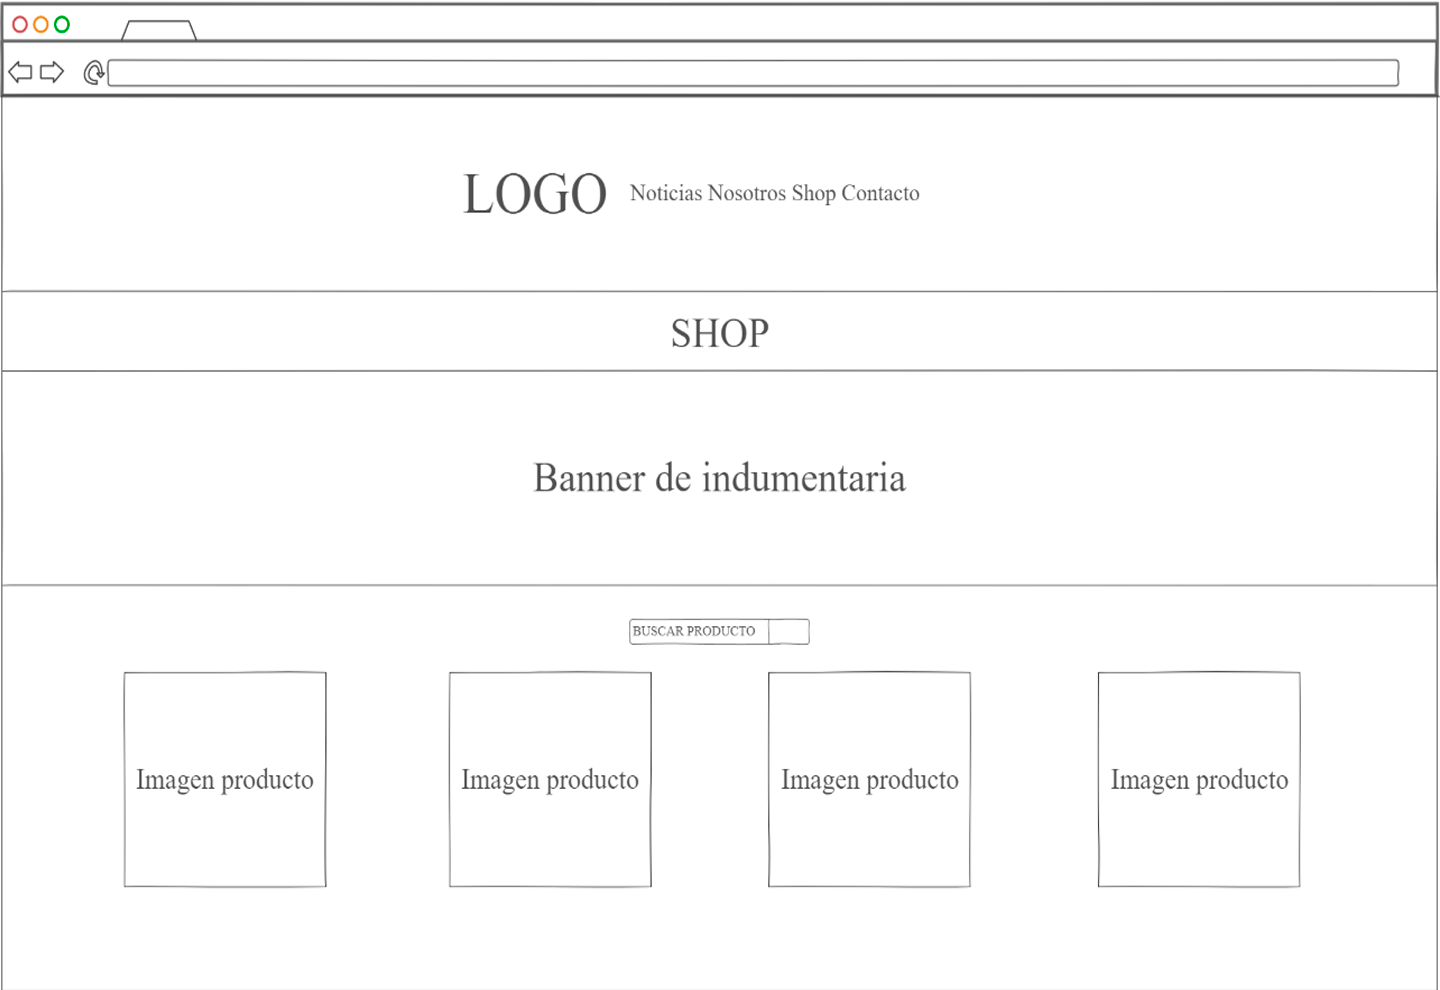 LOGO Noticias Nosotros Shop Contacto
SHOP
Banner de indumentaria
BUSCAR PRODUCTO
Imagen producto Imagen producto Imagen producto Imagen producto